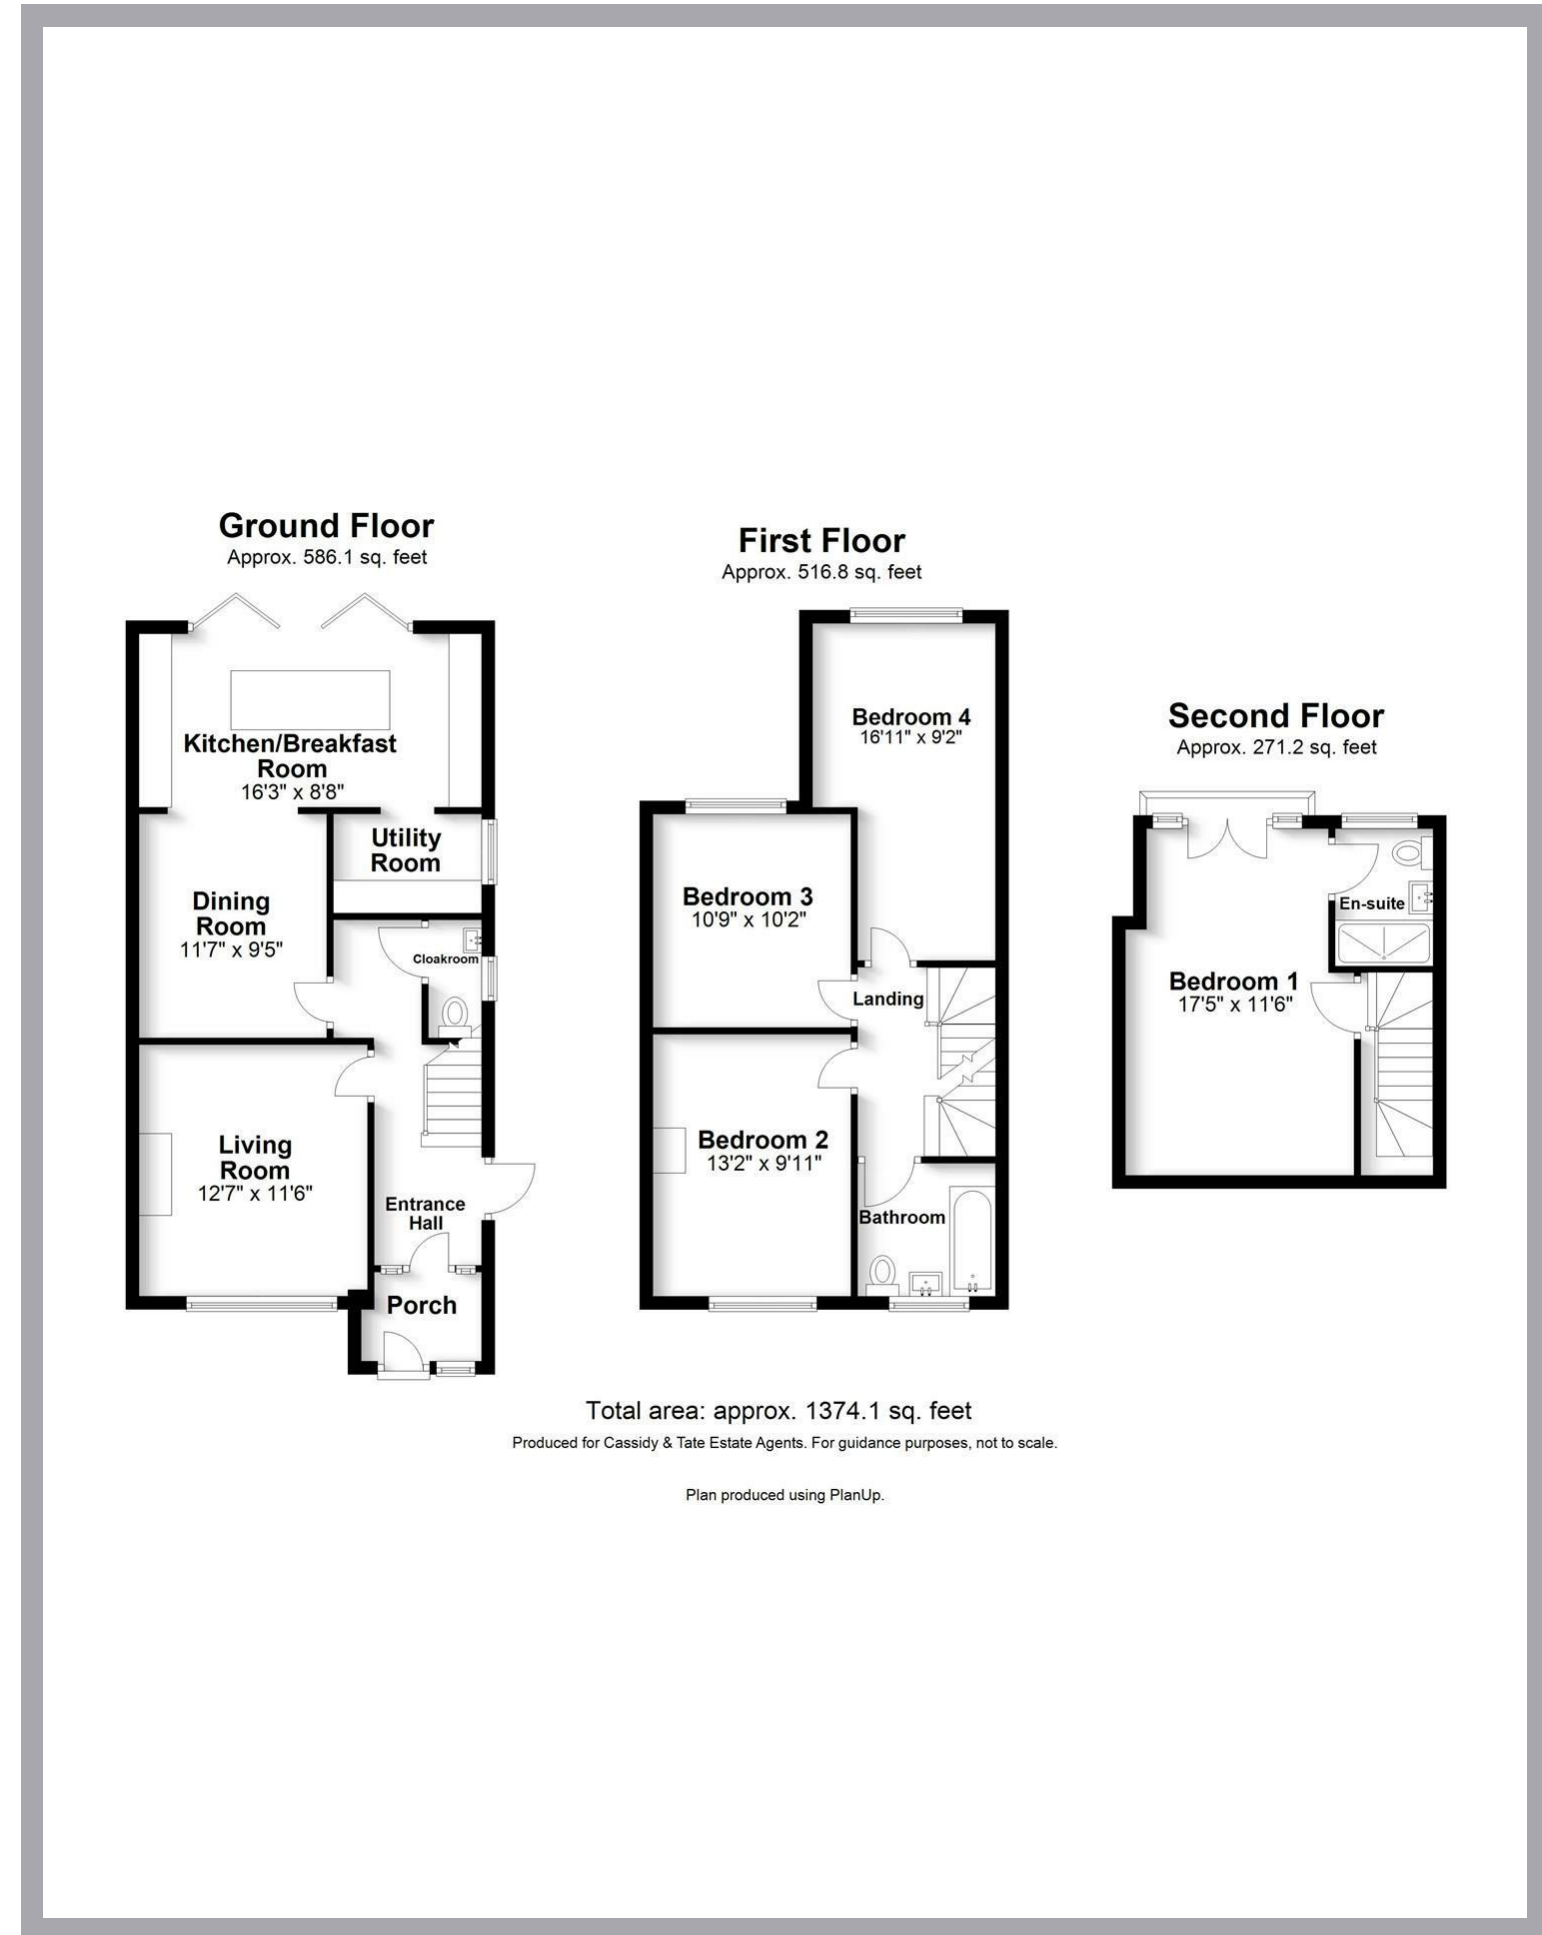 Ground Floor
Approx. 586.1 sq. feet
Kitchen/Breakfast
Room
16'3" x 8'8"
Utility
Room
Dining
Room
11'7" x 9'5"
Cloakroom
Living
Room
12'7" x 11'6"
Entrance
Hall
Porch
First Floor
Approx. 516.8 sq. feet
Bedroom 4
16'11" x 9'2"
Bedroom 3
10'9" x 10'2"
Landing
Bedroom 2
13'2" x 9'11"
Bathroom
Second Floor
Approx. 271.2 sq. feet
En-suite
Bedroom 1
17'5" x 11'6"
Total area: approx. 1374.1 sq. feet
Produced for Cassidy & Tate Estate Agents. For guidance purposes, not to scale.
Plan produced using PlanUp.